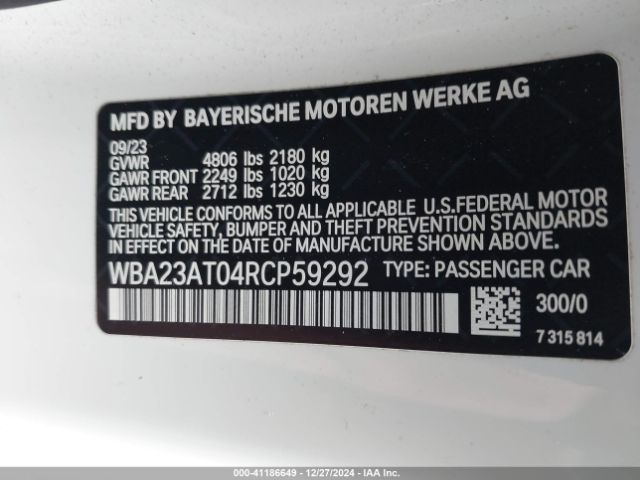 MFD BY BAYERISCHE MOTOREN WERKE AG
09/23
GVWR 4806 lbs 2180 kg
GAWR FRONT 2249 lbs 1020 kg
GAWR REAR 2712 lbs 1230 kg
THIS VEHICLE CONFORMS TO ALL APPLICABLE U.S.FEDERAL MOTOR
VEHICLE SAFETY, BUMPER AND THEFT PREVENTION STANDARDS
IN EFFECT ON THE DATE OF MANUFACTURE SHOWN ABOVE.
WBA23AT04RCP59292 TYPE: PASSENGER CAR
300/0
7 315 814
000-41186649 - 12/27/2024 - IAAI.COM